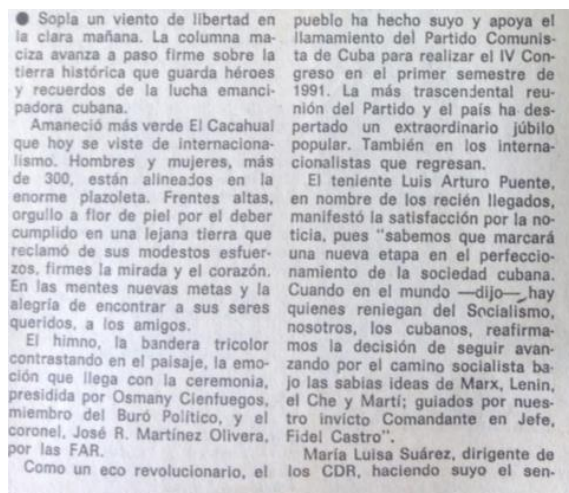 ● Sopla un viento de libertad en
la clara mañana. La columna ma-
ciza avanza a paso firme sobre la
tierra histórica que guarda héroes
y recuerdos de la lucha emanci-
padora cubana.
Amaneció más verde El Cacahual
que hoy se viste de internaciona-
lismo. Hombres y mujeres, más
de 300, están alineados en la
enorme plazoleta. Frentes altas,
orgullo a flor de piel por el deber
cumplido en una lejana tierra que
reclamó de sus modestos esfuer-
zos, firmes la mirada y el corazón.
En las mentes nuevas metas y la
alegría de encontrar a sus seres
queridos, a los amigos.
El himno, la bandera tricolor
contrastando en el paisaje, la emo-
ción que llega con la ceremonia,
presidida por Osmany Cienfuegos,
miembro del Buró Político, y el
coronel, José R. Martínez Olivera,
por las FAR.
Como un eco revolucionario, el
pueblo ha hecho suyo y apoya el
llamamiento del Partido Comunis-
ta de Cuba para realizar el IV Con-
greso en el primer semestre de
1991. La más trascendental reu-
nión del Partido y el país ha des-
pertado un extraordinario júbilo
popular. También en los interna-
cionalistas que regresan.
El teniente Luis Arturo Puente,
en nombre de los recién llegados,
manifestó la satisfacción por la no-
ticia, pues "sabemos que marcará
una nueva etapa en el perfeccio-
namiento de la sociedad cubana.
Cuando en el mundo —dijo— hay
quienes reniegan del Socialismo,
nosotros, los cubanos, reafirma-
mos la decisión de seguir avan-
zando por el camino socialista ba-
jo las sabias ideas de Marx, Lenin,
el Che y Martí; guiados por nues-
tro invicto Comandante en Jefe,
Fidel Castro".
María Luisa Suárez, dirigente de
los CDR, haciendo suyo el sen-